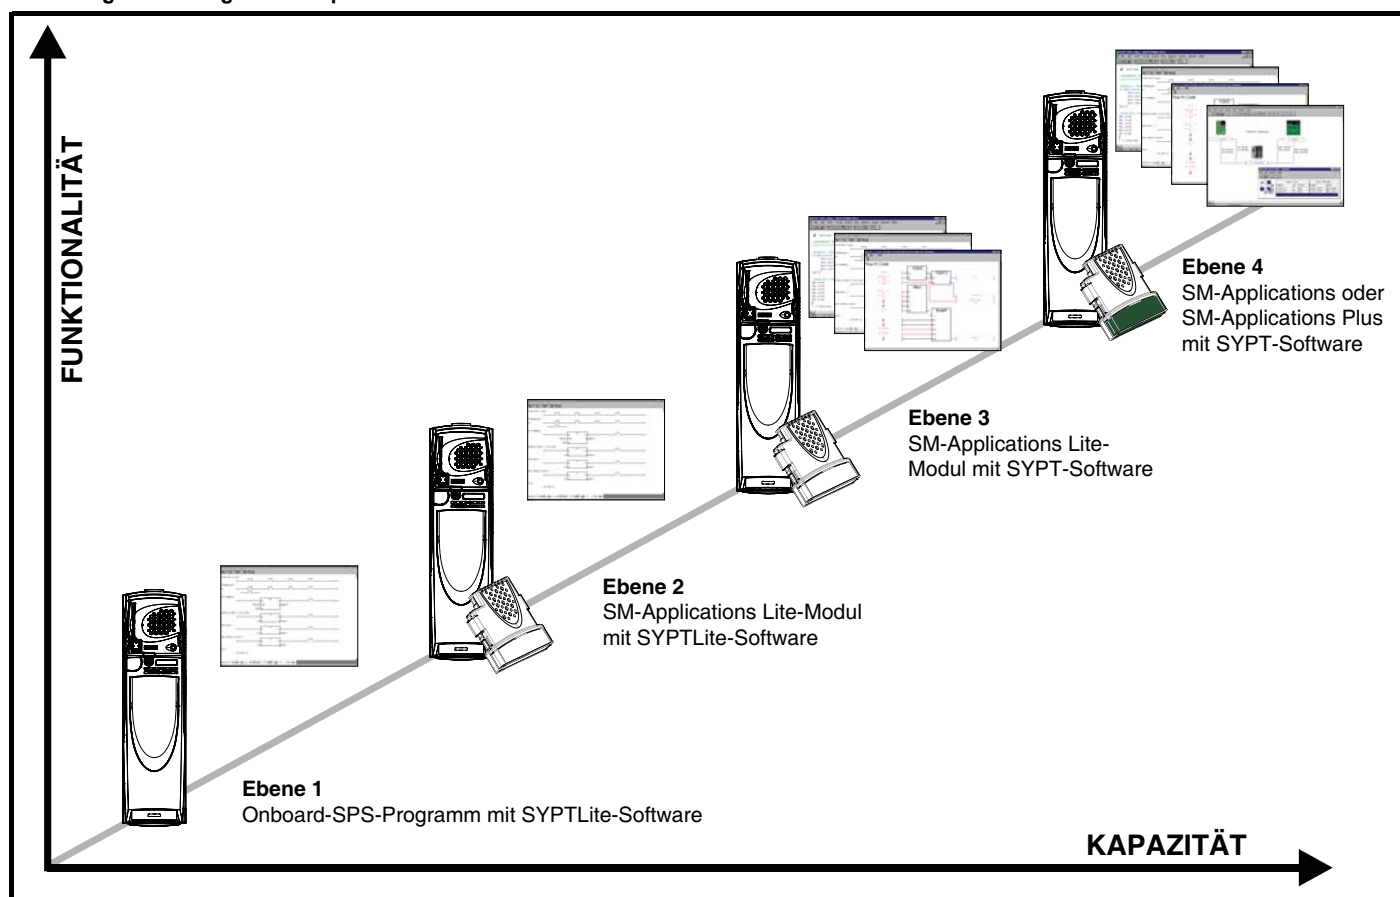 FUNKTIONALITÄT
Ebene 4
SM-Applications oder
SM-Applications Plus
mit SYPT-Software
Ebene 3
SM-Applications Lite-
Modul mit SYPT-Software
Ebene 2
SM-Applications Lite-Modul
mit SYPTLite-Software
Ebene 1
Onboard-SPS-Programm mit SYPTLite-Software
KAPAZITÄT